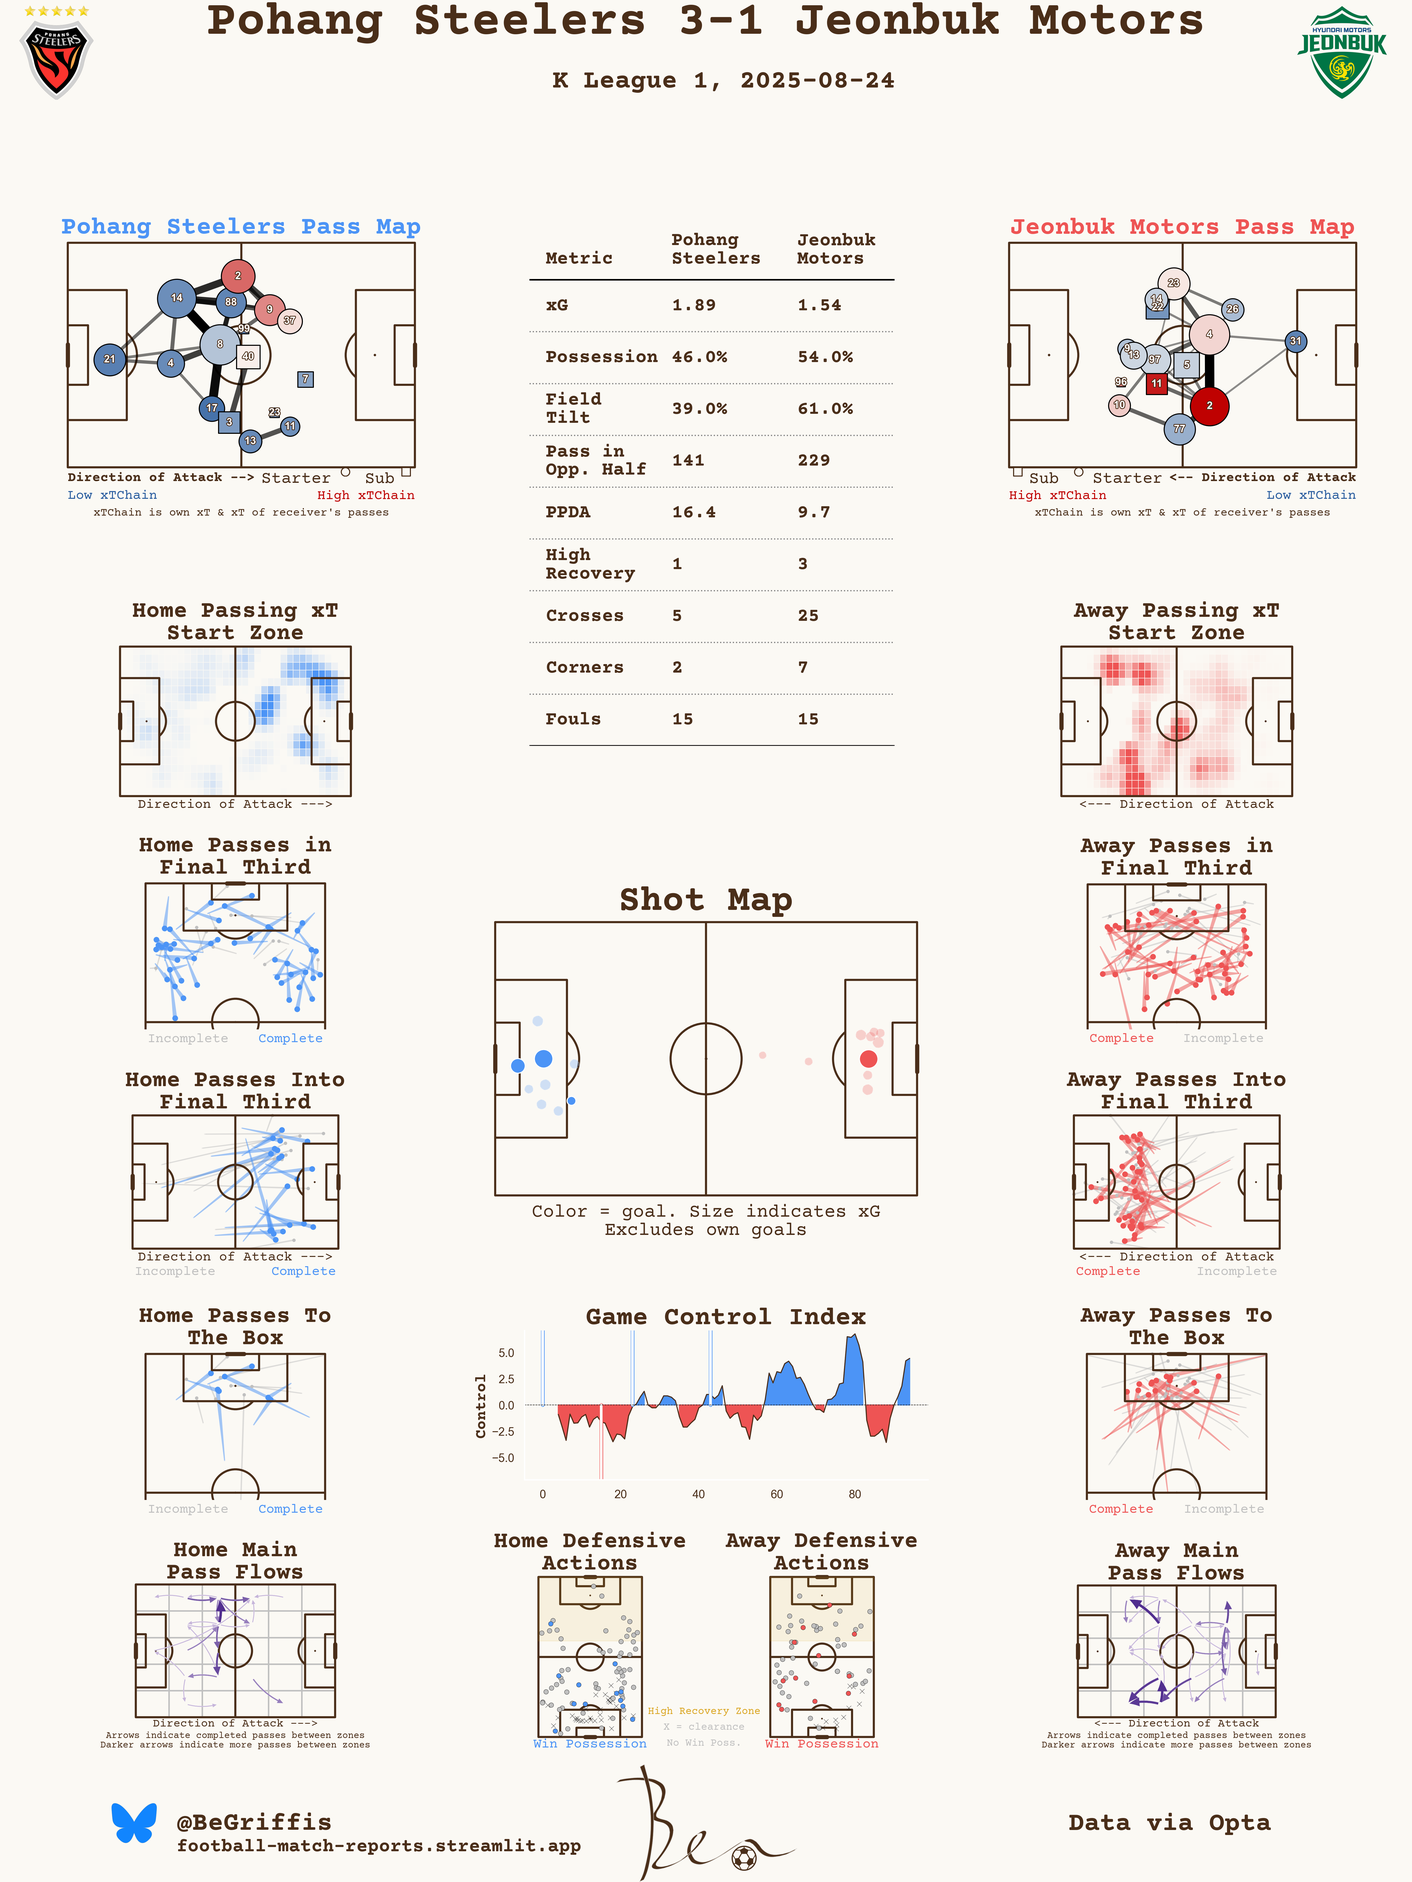 Pohang Steelers 3-1 Jeonbuk Motors
K League 1, 2025-08-24
POHANG
STEELERS
HYUNDAI MOTORS
JEONBUK
Pohang Steelers Pass Map
2
14
88
9
37
99
8
40
21
4
7
17
3
23
13
11
Direction of Attack --> Starter Sub
Low xTChain High xTChain
xTChain is own xT & xT of receiver's passes
Metric Pohang Steelers Jeonbuk Motors
xG 1.89 1.54
Possession 46.0% 54.0%
Field Tilt 39.0% 61.0%
Pass in Opp. Half 141 229
PPDA 16.4 9.7
High Recovery 1 3
Crosses 5 25
Corners 2 7
Fouls 15 15
Jeonbuk Motors Pass Map
23
14
22
26
4
31
9
13
97
5
96
11
10
2
77
Sub Starter <-- Direction of Attack
High xTChain Low xTChain
xTChain is own xT & xT of receiver's passes
Home Passing xT
Start Zone
Direction of Attack --->
Away Passing xT
Start Zone
<--- Direction of Attack
Home Passes in
Final Third
Incomplete Complete
Away Passes in
Final Third
Complete Incomplete
Shot Map
Color = goal. Size indicates xG
Excludes own goals
Home Passes Into
Final Third
Direction of Attack --->
Incomplete Complete
Away Passes Into
Final Third
<--- Direction of Attack
Complete Incomplete
Home Passes To
The Box
Incomplete Complete
Game Control Index
Control
5.0
2.5
0.0
−2.5
−5.0
0 20 40 60 80
Away Passes To
The Box
Complete Incomplete
Home Main
Pass Flows
Direction of Attack --->
Arrows indicate completed passes between zones
Darker arrows indicate more passes between zones
Home Defensive
Actions
Win Possession
Away Defensive
Actions
Win Possession
High Recovery Zone
X = clearance
No Win Poss.
Away Main
Pass Flows
<--- Direction of Attack
Arrows indicate completed passes between zones
Darker arrows indicate more passes between zones
@BeGriffis
football-match-reports.streamlit.app
Ben
Data via Opta